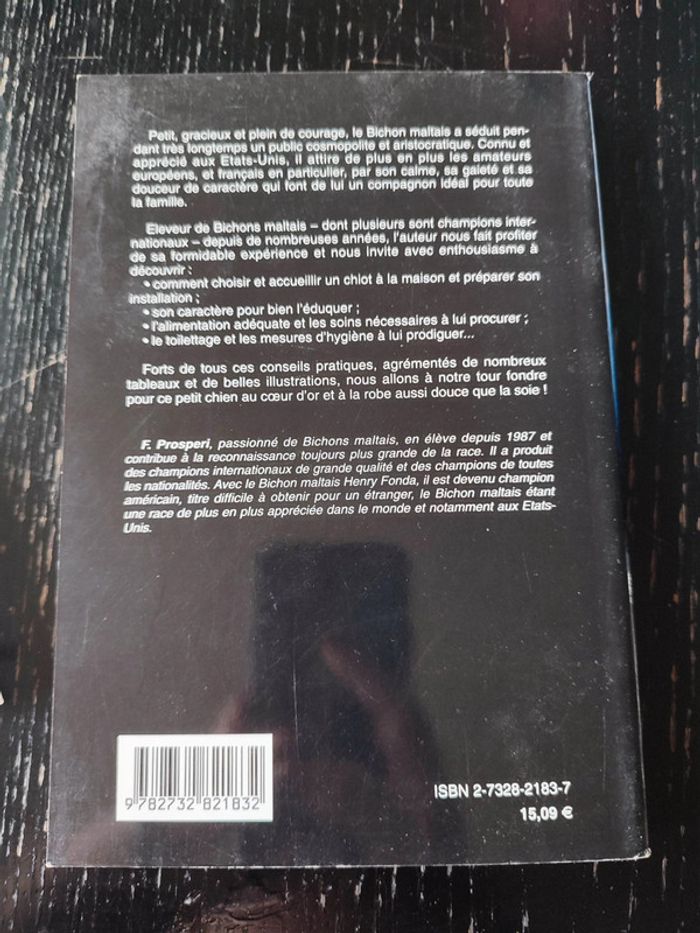 Petit, gracieux et plein de courage, le Bichon maltais a séduit pen-
dant très longtemps un public cosmopolite et aristocratique. Connu et
apprécié aux Etats-Unis, il attire de plus en plus les amateurs
européens, et français en particulier, par son calme, sa gaieté et sa
douceur de caractère qui font de lui un compagnon idéal pour toute
la famille.
Eleveur de Bichons maltais – dont plusieurs sont champions inter-
nationaux – depuis de nombreuses années, l'auteur nous fait profiter
de sa formidable expérience et nous invite avec enthousiasme à
découvrir :
• comment choisir et accueillir un chiot à la maison et préparer son
installation ;
• son caractère pour bien l'éduquer ;
• l'alimentation adéquate et les soins nécessaires à lui procurer ;
• le toilettage et les mesures d'hygiène à lui prodiguer...
Forts de tous ces conseils pratiques, agrémentés de nombreux
tableaux et de belles illustrations, nous allons à notre tour fondre
pour ce petit chien au cœur d'or et à la robe aussi douce que la soie !
F. Prosperi, passionné de Bichons maltais, en élève depuis 1987 et
contribue à la reconnaissance toujours plus grande de la race. Il a produit
des champions internationaux de grande qualité et des champions de toutes
les nationalités. Avec le Bichon maltais Henry Fonda, il est devenu champion
américain, titre difficile à obtenir pour un étranger, le Bichon maltais étant
une race de plus en plus appréciée dans le monde et notamment aux Etats-
Unis.
9 782732 821832
ISBN 2-7328-2183-7
15,09 €